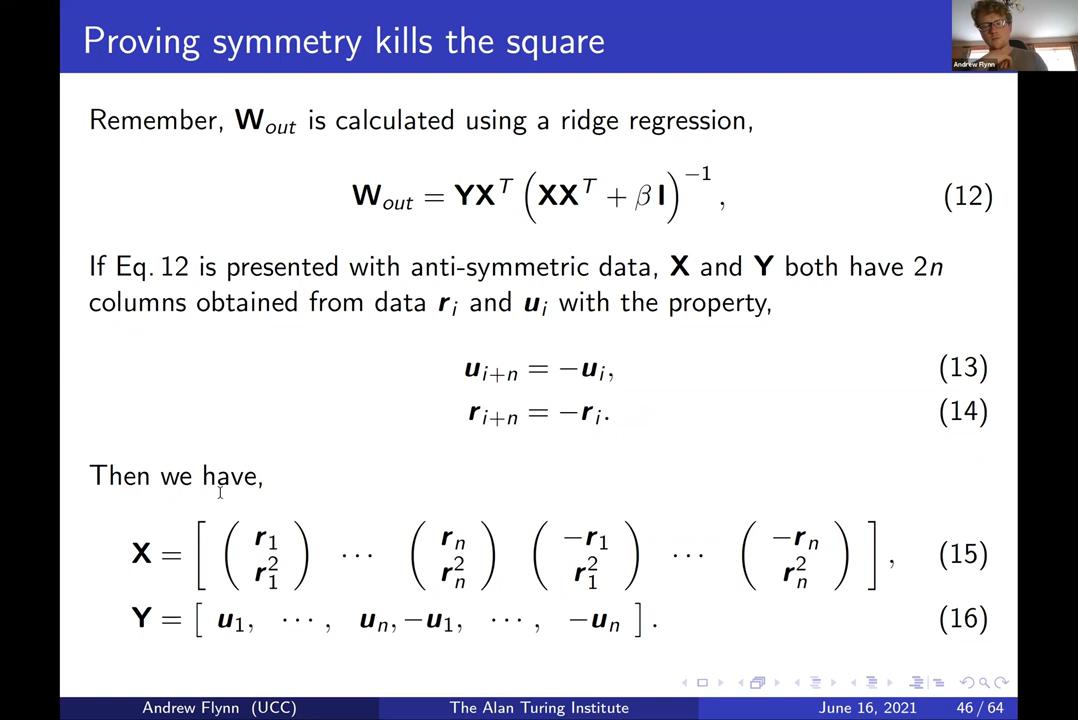 Proving symmetry kills the square
Andrew Flynn
Remember, W_out is calculated using a ridge regression,
W_out = YX^T (XX^T + β I)^{-1}, (12)
If Eq. 12 is presented with anti-symmetric data, X and Y both have 2n
columns obtained from data r_i and u_i with the property,
u_{i+n} = −u_i, (13)
r_{i+n} = −r_i. (14)
Then we have,
X = [ ( r_1 r_1^2 ) ⋯ ( r_n r_n^2 ) ( −r_1 r_1^2 ) ⋯ ( −r_n r_n^2 ) ], (15)
Y = [ u_1, ⋯ , u_n, −u_1, ⋯ , −u_n ]. (16)
Andrew Flynn (UCC) The Alan Turing Institute June 16, 2021 46 / 64